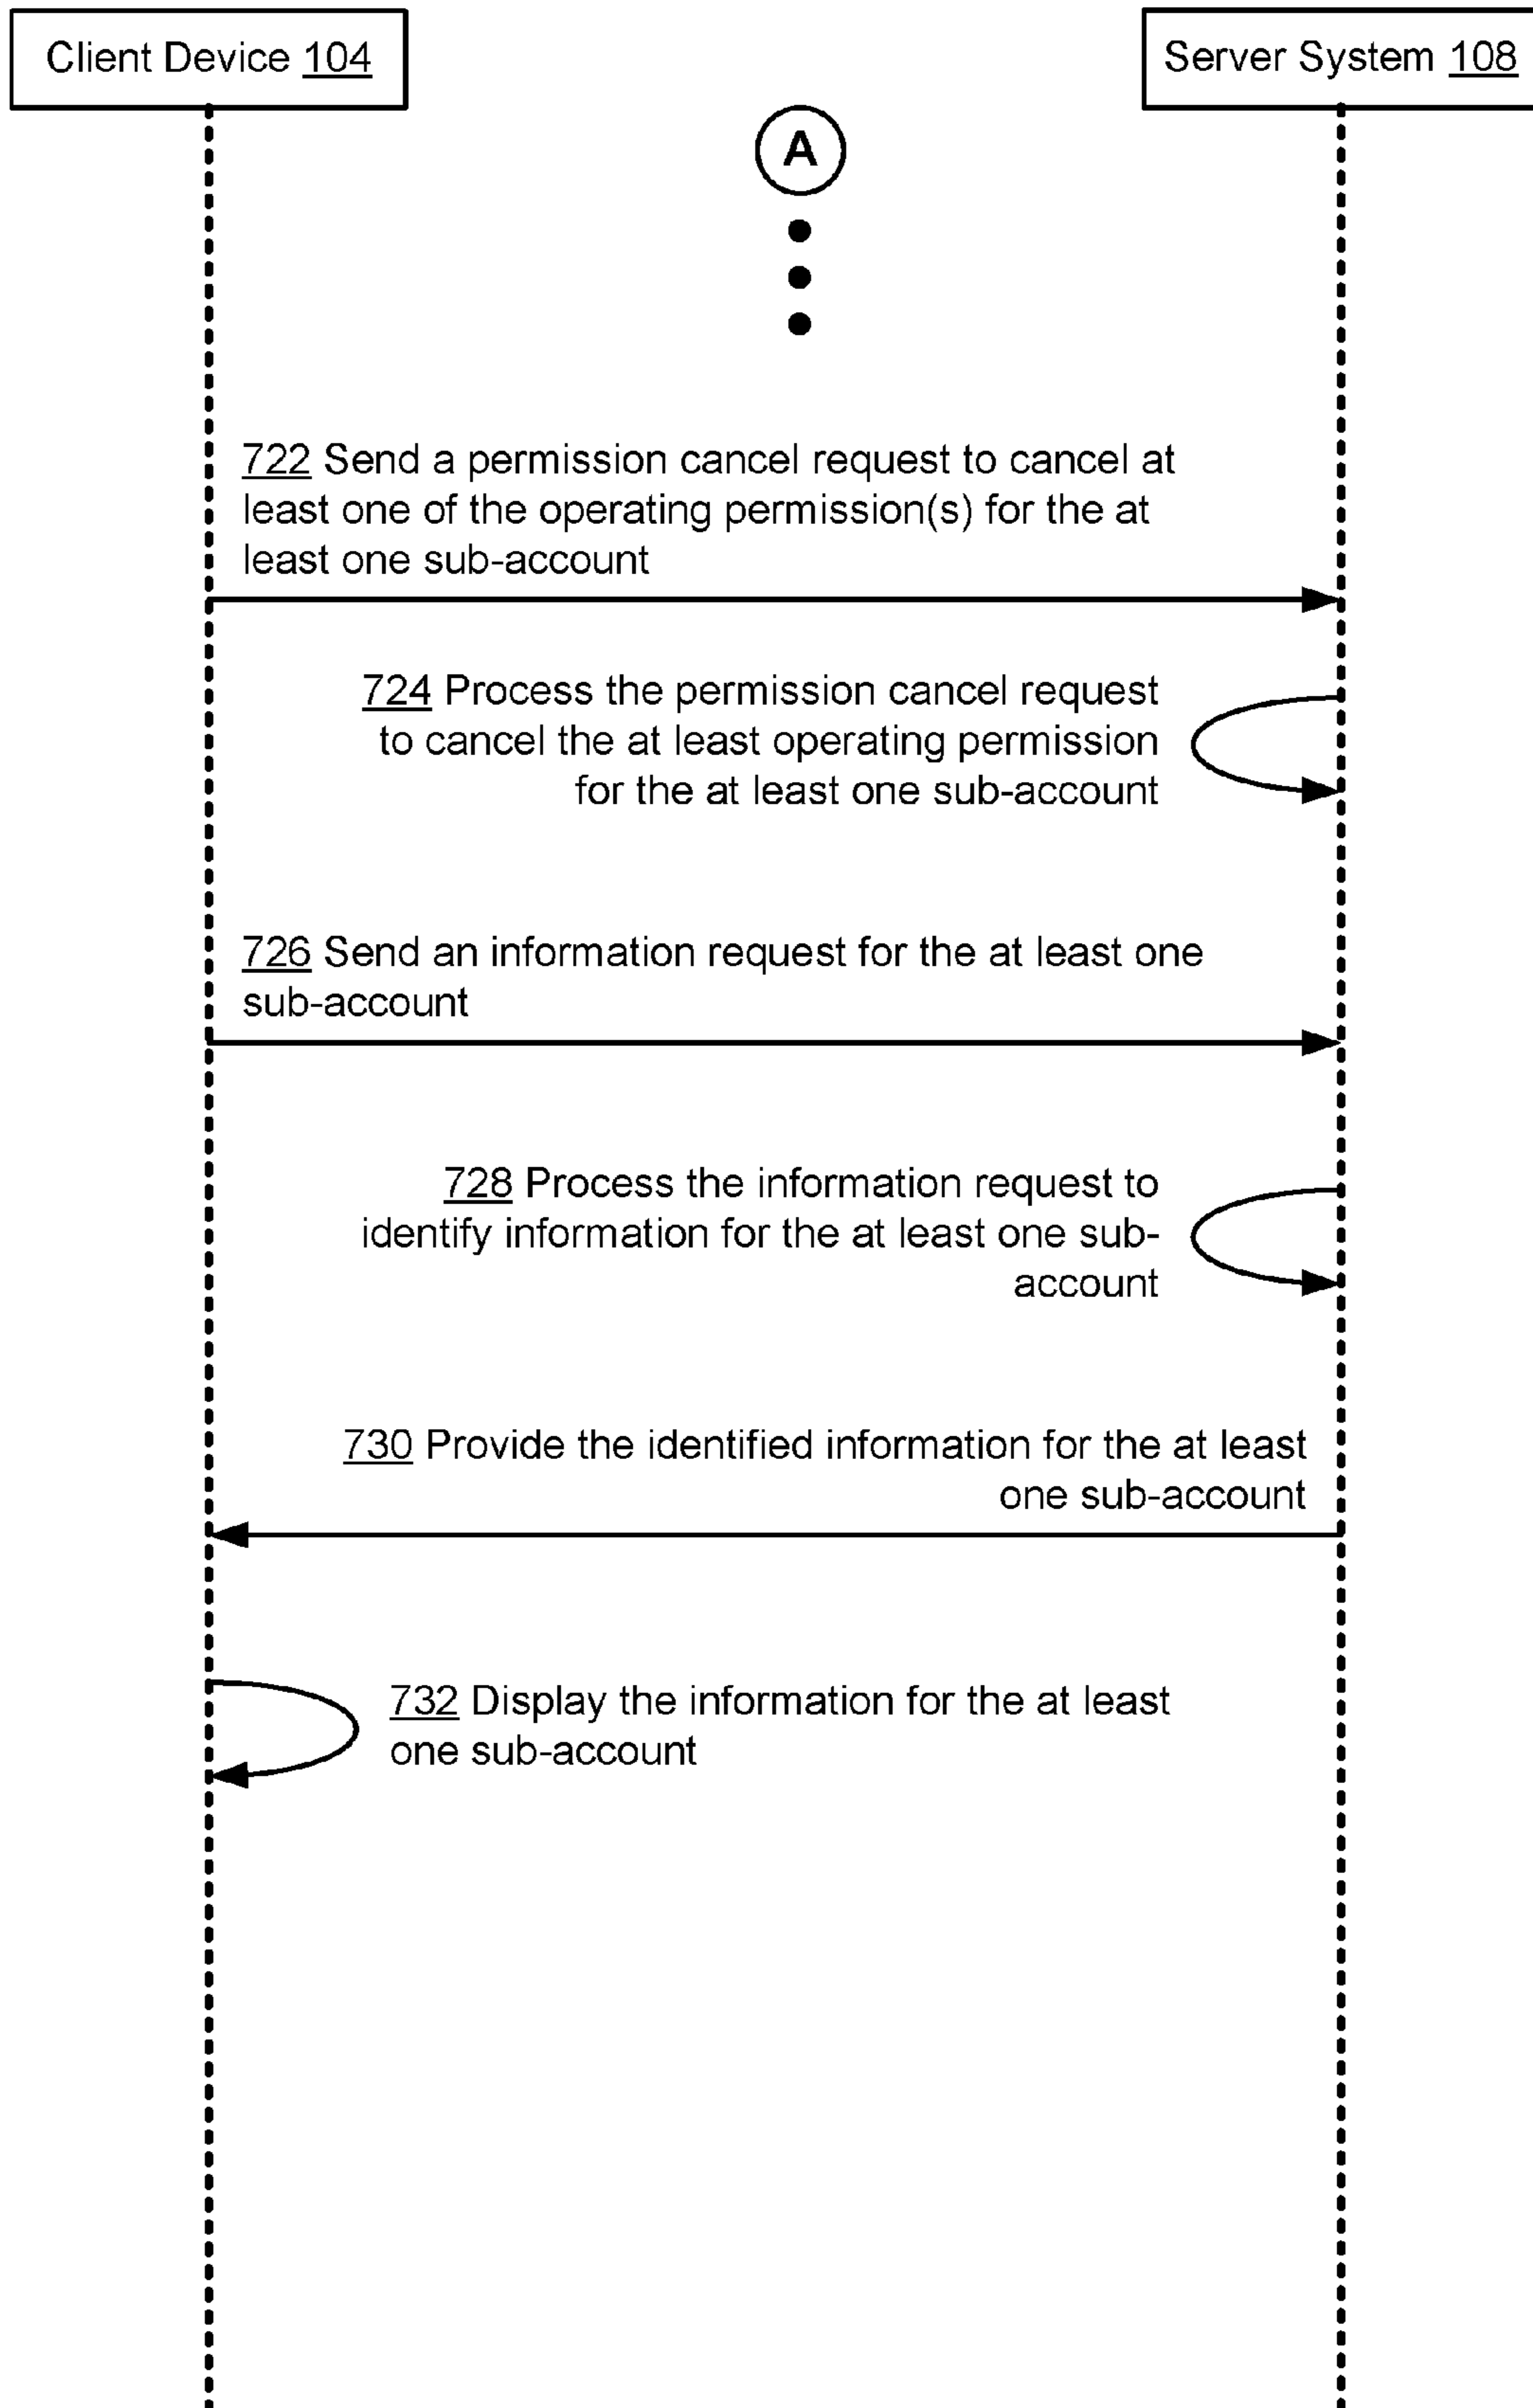 Client Device 104
Server System 108
A
722 Send a permission cancel request to cancel at
least one of the operating permission(s) for the at
least one sub-account
724 Process the permission cancel request
to cancel the at least operating permission
for the at least one sub-account
726 Send an information request for the at least one
sub-account
728 Process the information request to
identify information for the at least one sub-
account
730 Provide the identified information for the at least
one sub-account
732 Display the information for the at least
one sub-account